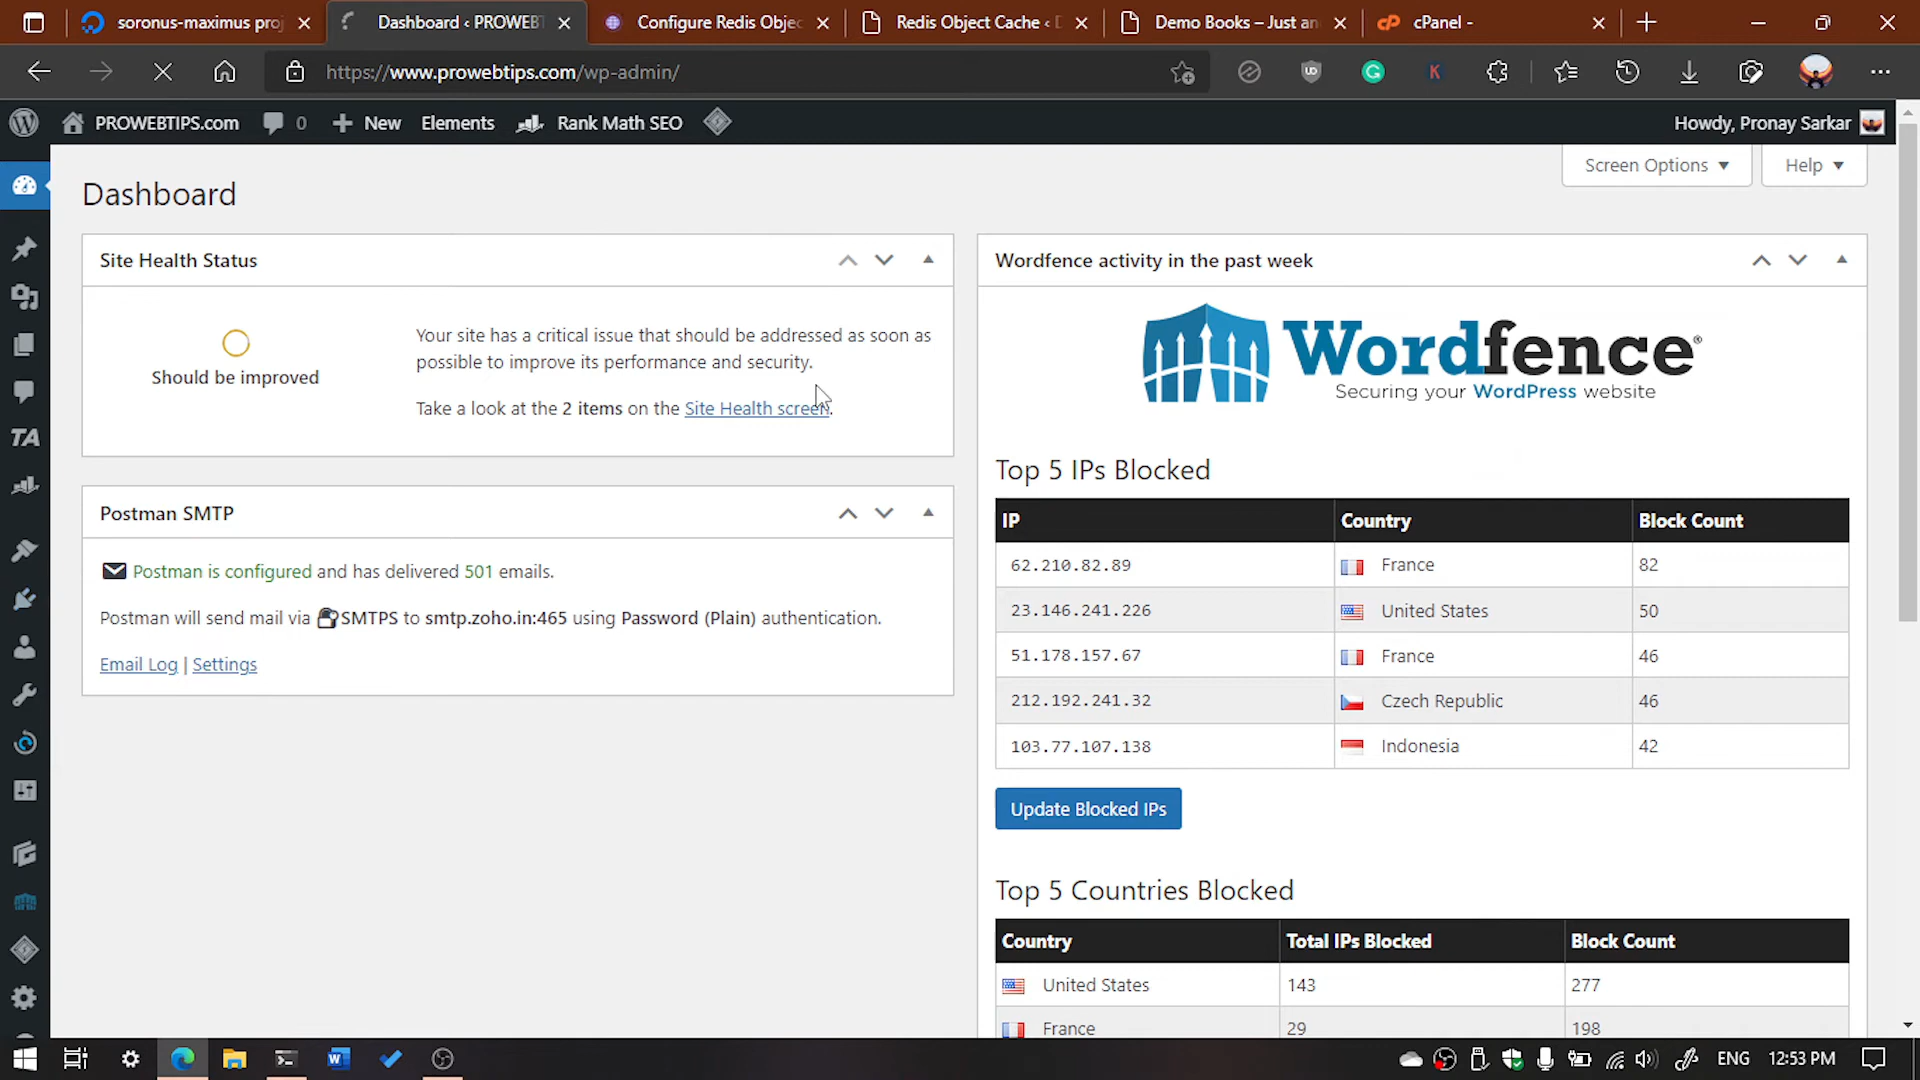 soronus-maximus proj
Dashboard ‹ PROWEBT
Configure Redis Objec
Redis Object Cache ‹ D
Demo Books – Just an
cPanel -
https://www.prowebtips.com/wp-admin/
PROWEBTIPS.com
0
New
Elements
Rank Math SEO
Howdy, Pronay Sarkar
Screen Options
Help
Dashboard
Site Health Status
Should be improved
Your site has a critical issue that should be addressed as soon as
possible to improve its performance and security.
Take a look at the 2 items on the Site Health screen.
Postman SMTP
Postman is configured and has delivered 501 emails.
Postman will send mail via SMTPS to smtp.zoho.in:465 using Password (Plain) authentication.
Email Log | Settings
Wordfence activity in the past week
Wordfence®
Securing your WordPress website
Top 5 IPs Blocked
IP Country Block Count
62.210.82.89 France 82
23.146.241.226 United States 50
51.178.157.67 France 46
212.192.241.32 Czech Republic 46
103.77.107.138 Indonesia 42
Update Blocked IPs
Top 5 Countries Blocked
Country Total IPs Blocked Block Count
United States 143 277
France 29 198
TA
ENG
12:53 PM